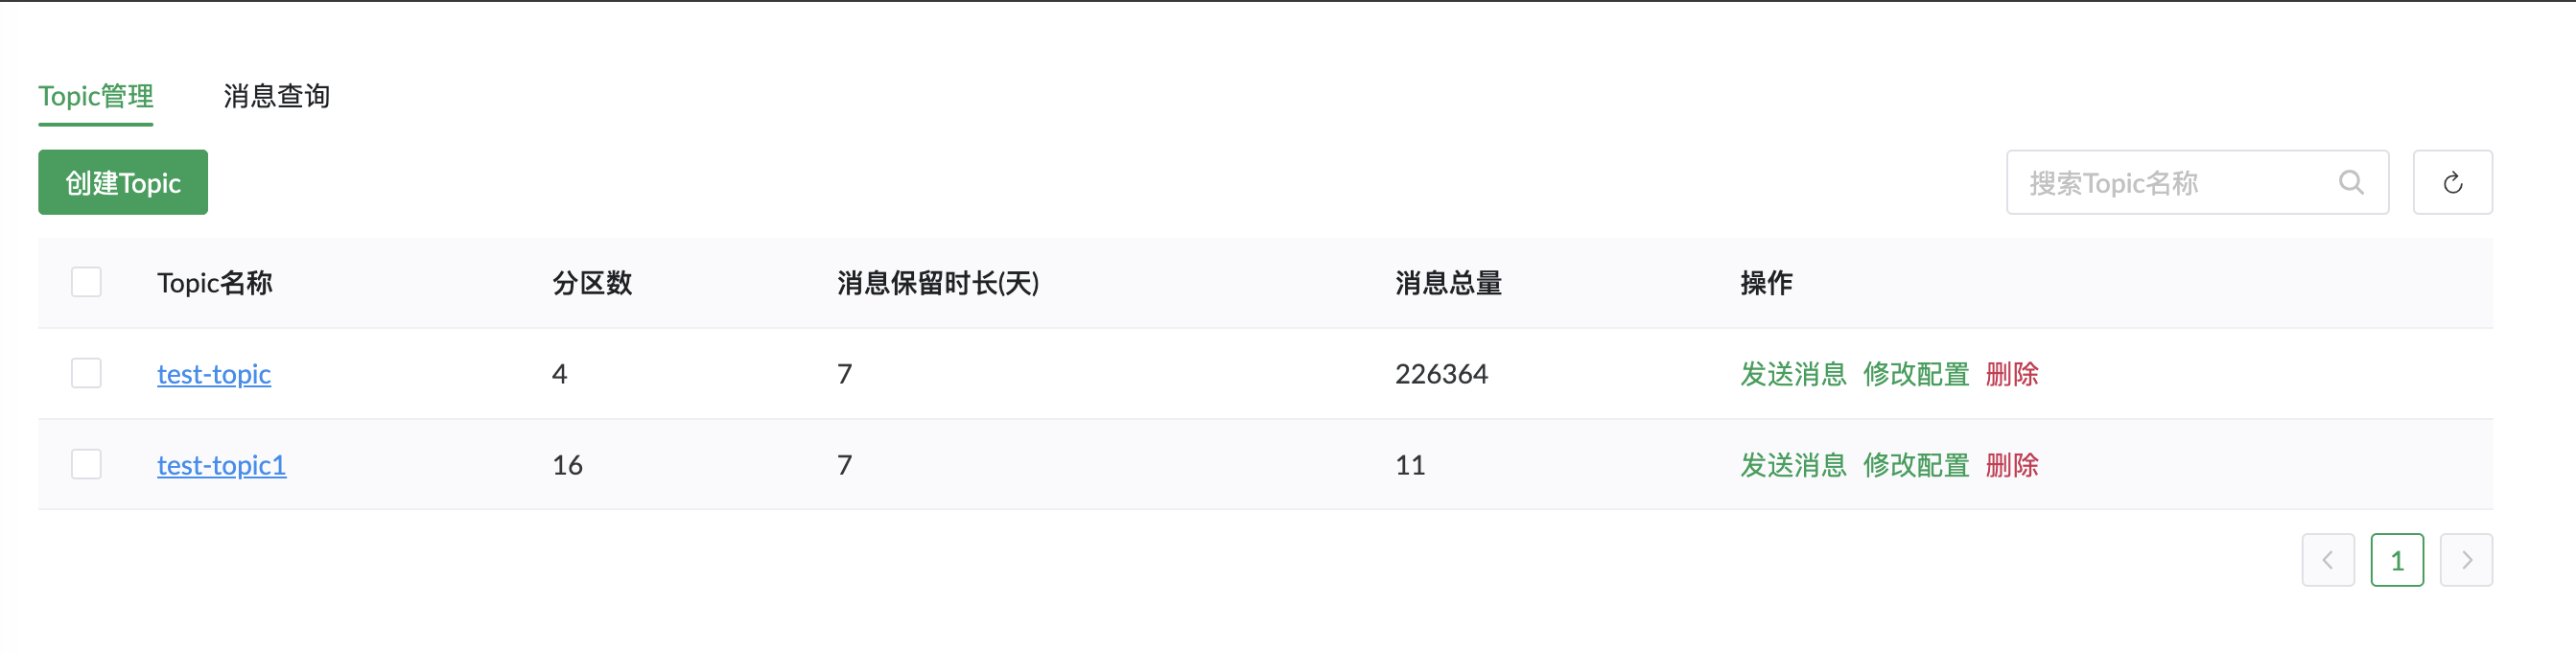 Topic管理 消息查询
创建Topic 搜索Topic名称
Topic名称 分区数 消息保留时长(天) 消息总量 操作
test-topic 4 7 226364 发送消息 修改配置 删除
test-topic1 16 7 11 发送消息 修改配置 删除
1